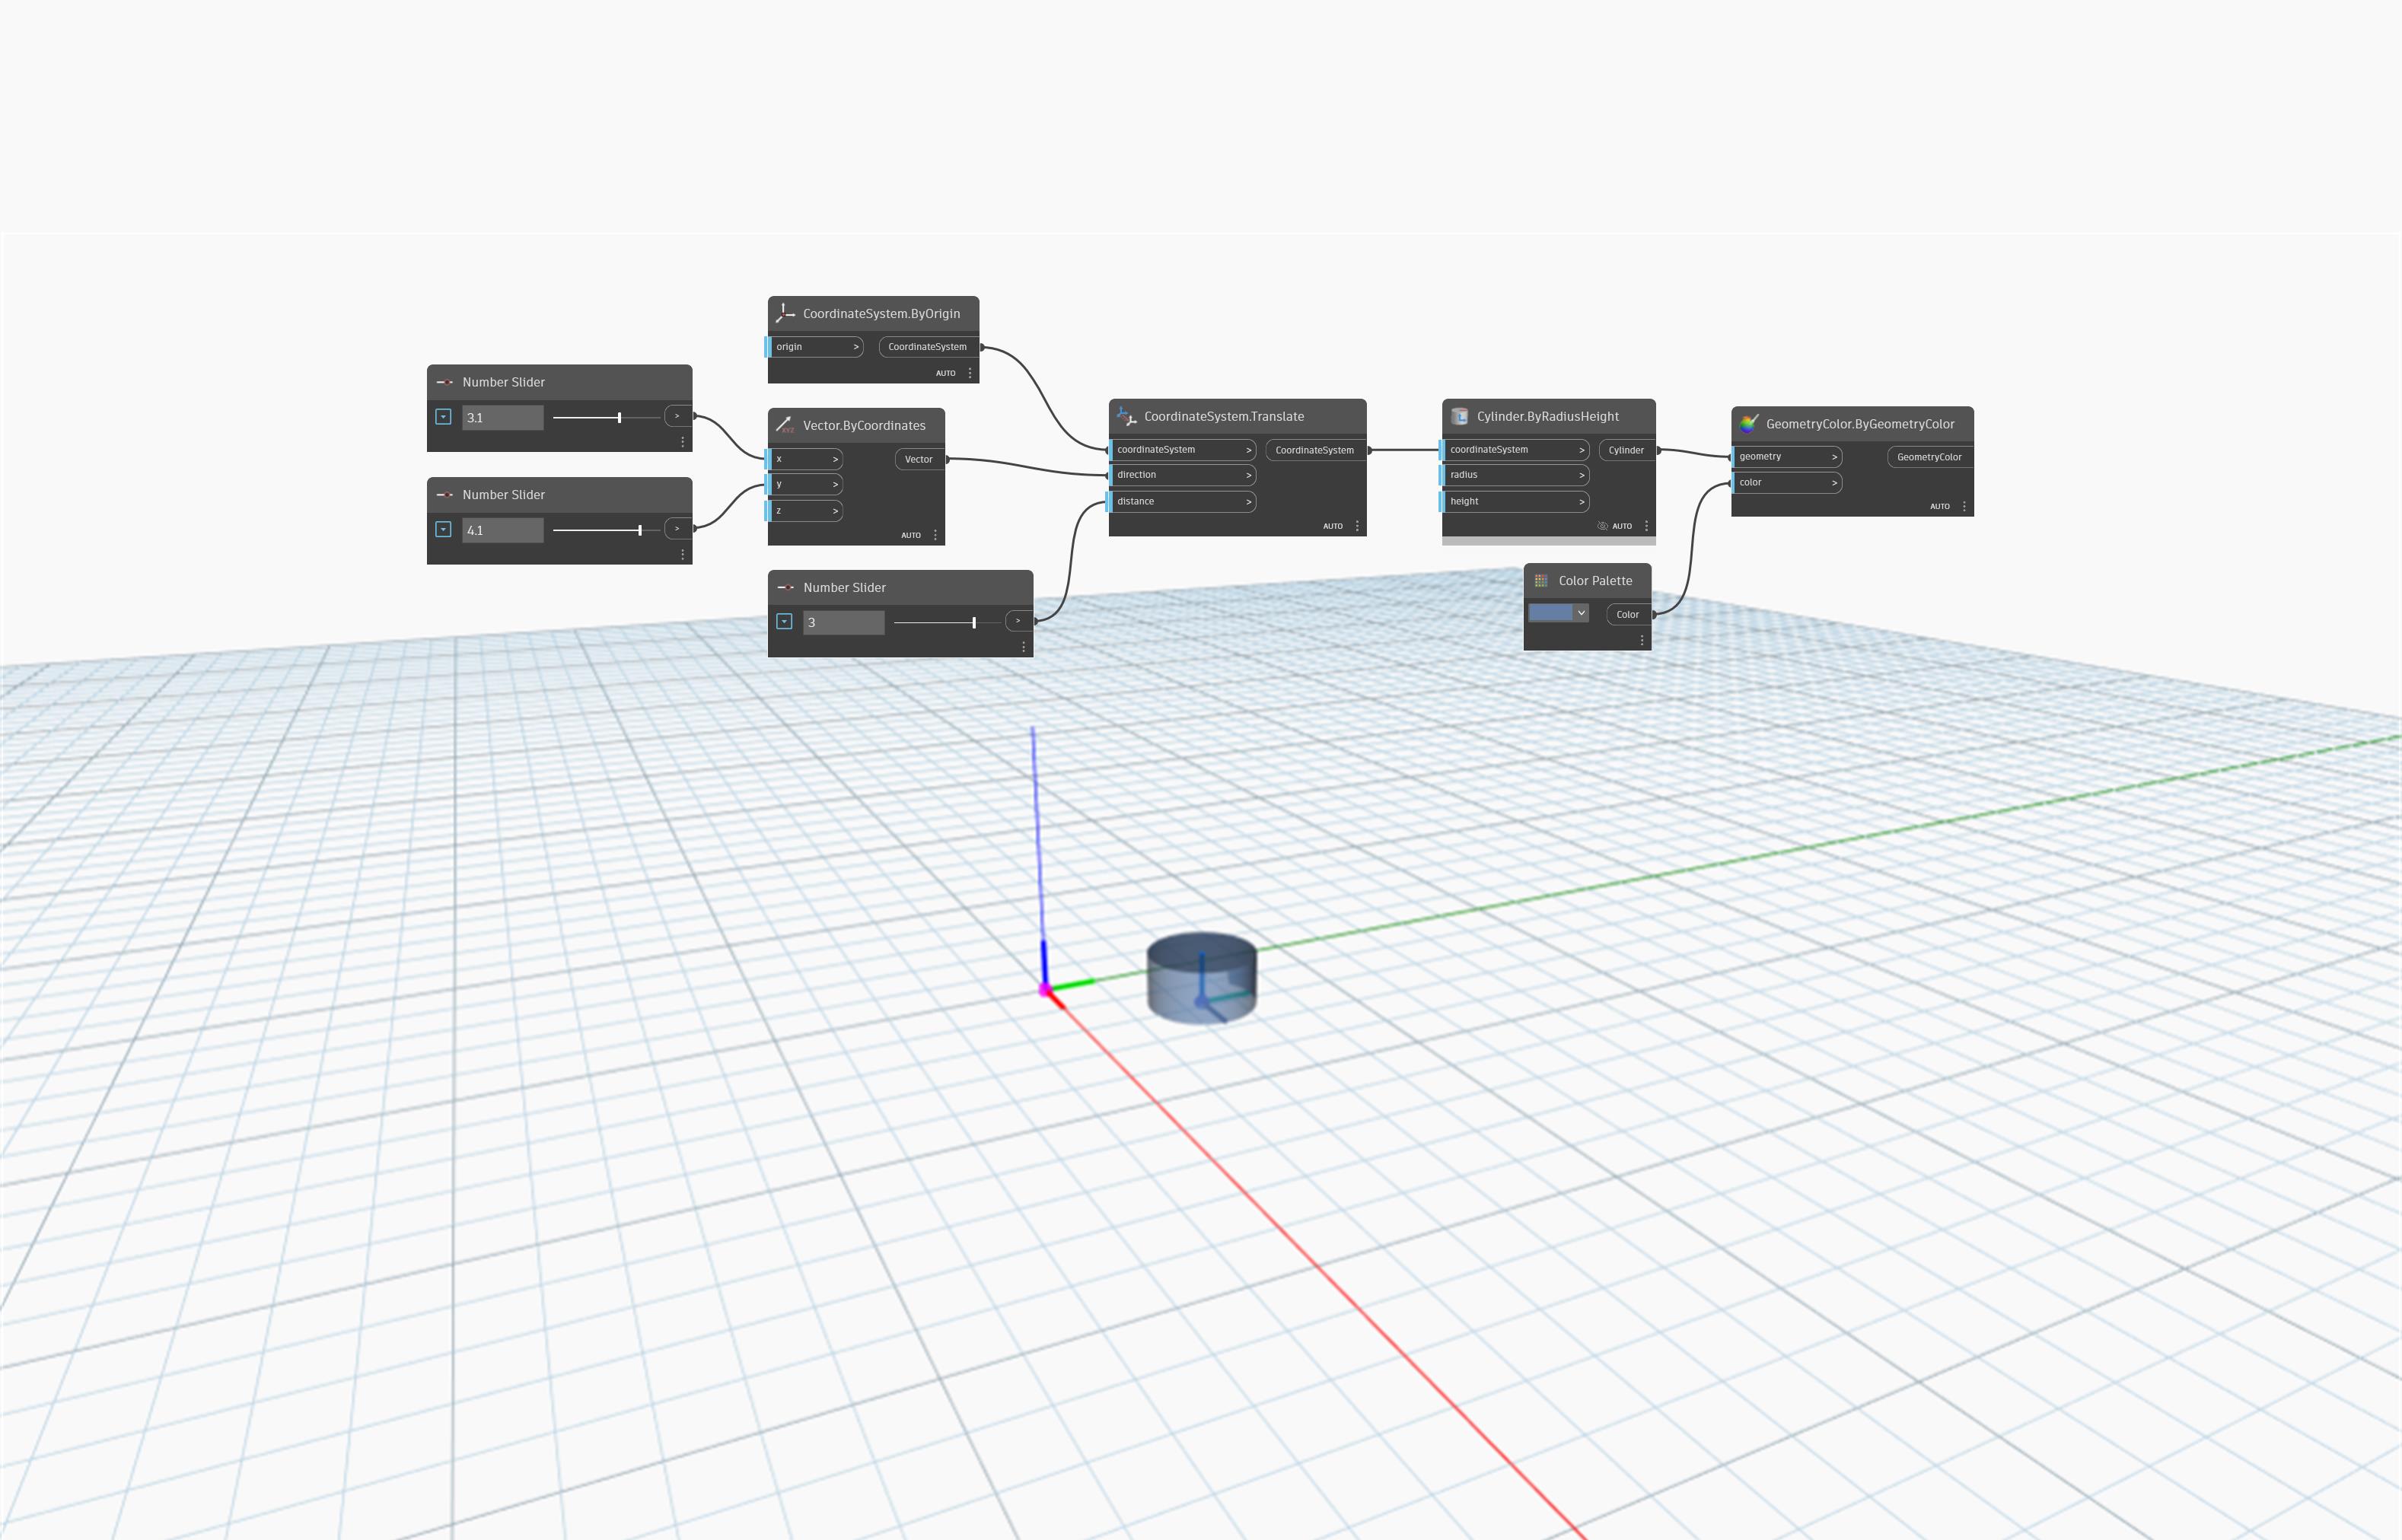 CoordinateSystem.ByOrigin
origin > CoordinateSystem
AUTO
Number Slider
3.1 >
Number Slider
4.1 >
Vector.ByCoordinates
XYZ
x > Vector
y >
z >
AUTO
Number Slider
3 >
CoordinateSystem.Translate
coordinateSystem > CoordinateSystem
direction >
distance >
AUTO
Cylinder.ByRadiusHeight
coordinateSystem > Cylinder
radius >
height >
AUTO
Color Palette
Color
GeometryColor.ByGeometryColor
geometry > GeometryColor
color >
AUTO